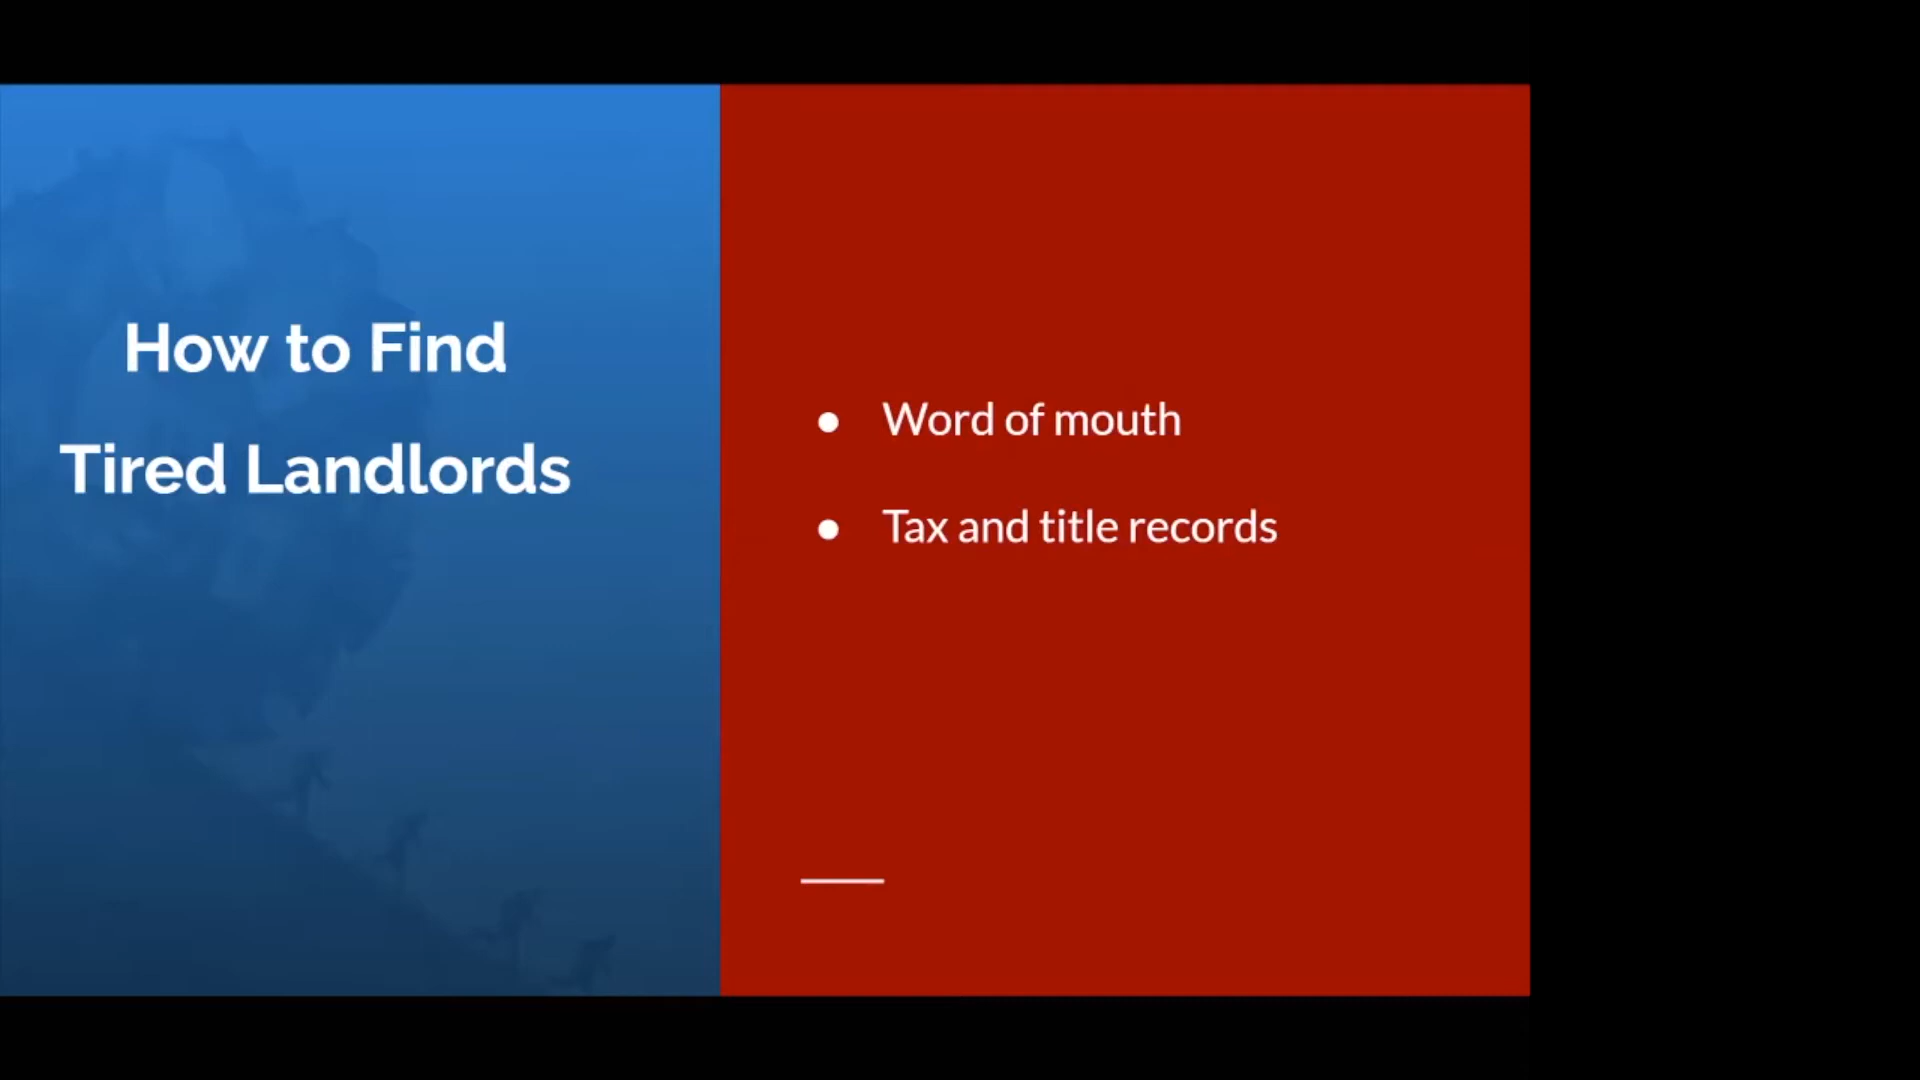 How to Find
Tired Landlords
● Word of mouth
● Tax and title records